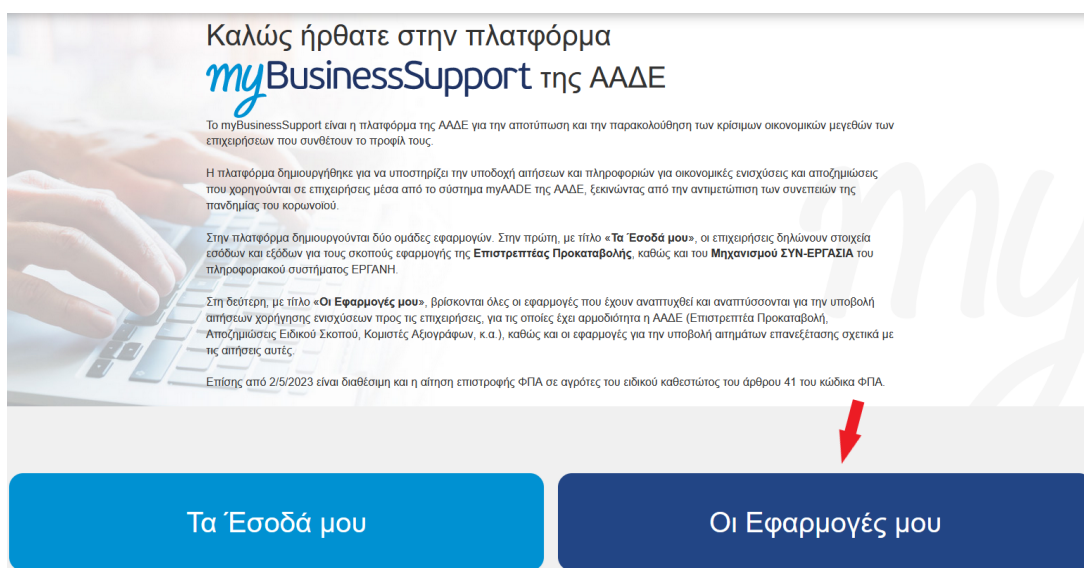 Καλώς ήρθατε στην πλατφόρμα
myBusinessSupport της ΑΑΔΕ
Το myBusinessSupport είναι η πλατφόρμα της ΑΑΔΕ για την αποτύπωση και την παρακολούθηση των κρίσιμων οικονομικών μεγεθών των
επιχειρήσεων που συνθέτουν το προφίλ τους.
Η πλατφόρμα δημιουργήθηκε για να υποστηρίζει την υποδοχή αιτήσεων και πληροφοριών για οικονομικές ενισχύσεις και αποζημιώσεις
που χορηγούνται σε επιχειρήσεις μέσα από το σύστημα myAADE της ΑΑΔΕ, ξεκινώντας από την αντιμετώπιση των συνεπειών της
πανδημίας του κορωνοϊού.
Στην πλατφόρμα δημιουργούνται δύο ομάδες εφαρμογών. Στην πρώτη, με τίτλο «Τα Έσοδά μου», οι επιχειρήσεις δηλώνουν στοιχεία
εσόδων και εξόδων για τους σκοπούς εφαρμογής της Επιστρεπτέας Προκαταβολής, καθώς και του Μηχανισμού ΣΥΝ-ΕΡΓΑΣΙΑ του
πληροφοριακού συστήματος ΕΡΓΑΝΗ.
Στη δεύτερη, με τίτλο «Οι Εφαρμογές μου», βρίσκονται όλες οι εφαρμογές που έχουν αναπτυχθεί και αναπτύσσονται για την υποβολή
αιτήσεων χορήγησης ενισχύσεων προς τις επιχειρήσεις, για τις οποίες έχει αρμοδιότητα η ΑΑΔΕ (Επιστρεπτέα Προκαταβολή,
Αποζημιώσεις Ειδικού Σκοπού, Κομιστές Αξιογράφων, κ.α.), καθώς και οι εφαρμογές για την υποβολή αιτημάτων επανεξέτασης σχετικά με
τις αιτήσεις αυτές.
Επίσης από 2/5/2023 είναι διαθέσιμη και η αίτηση επιστροφής ΦΠΑ σε αγρότες του ειδικού καθεστώτος του άρθρου 41 του κώδικα ΦΠΑ.
my
Τα Έσοδά μου
Οι Εφαρμογές μου